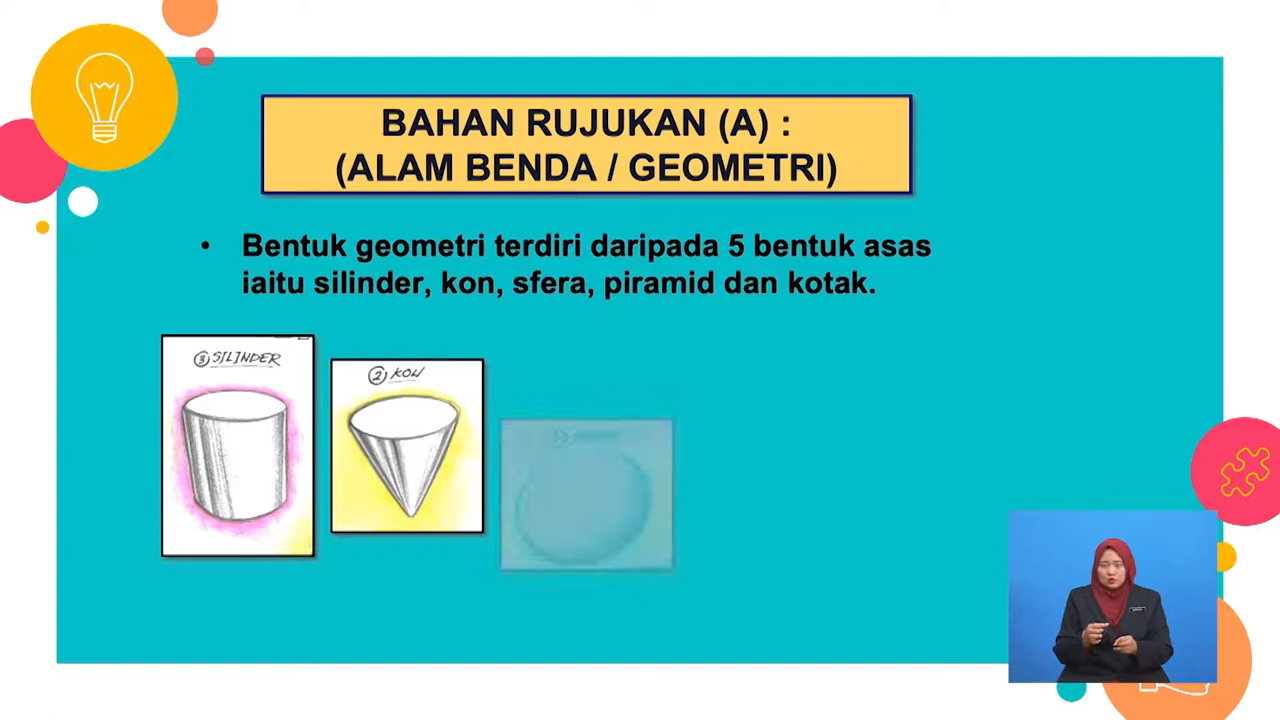 BAHAN RUJUKAN (A) :
(ALAM BENDA / GEOMETRI)
• Bentuk geometri terdiri daripada 5 bentuk asas
iaitu silinder, kon, sfera, piramid dan kotak.
③ SILINDER
② KON